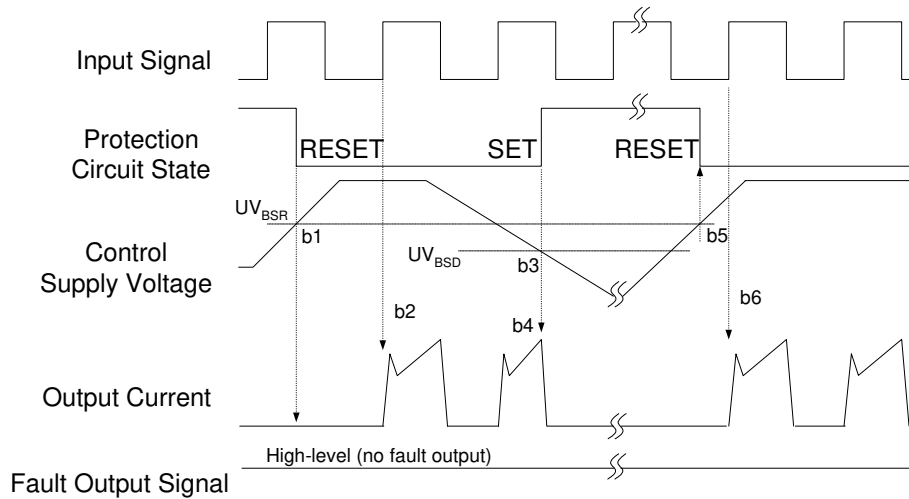 Input Signal
Protection
Circuit State
RESET
SET
RESET
UVBSR
b1
b5
Control
Supply Voltage
UVBSD
b3
b2
b4
b6
Output Current
High-level (no fault output)
Fault Output Signal